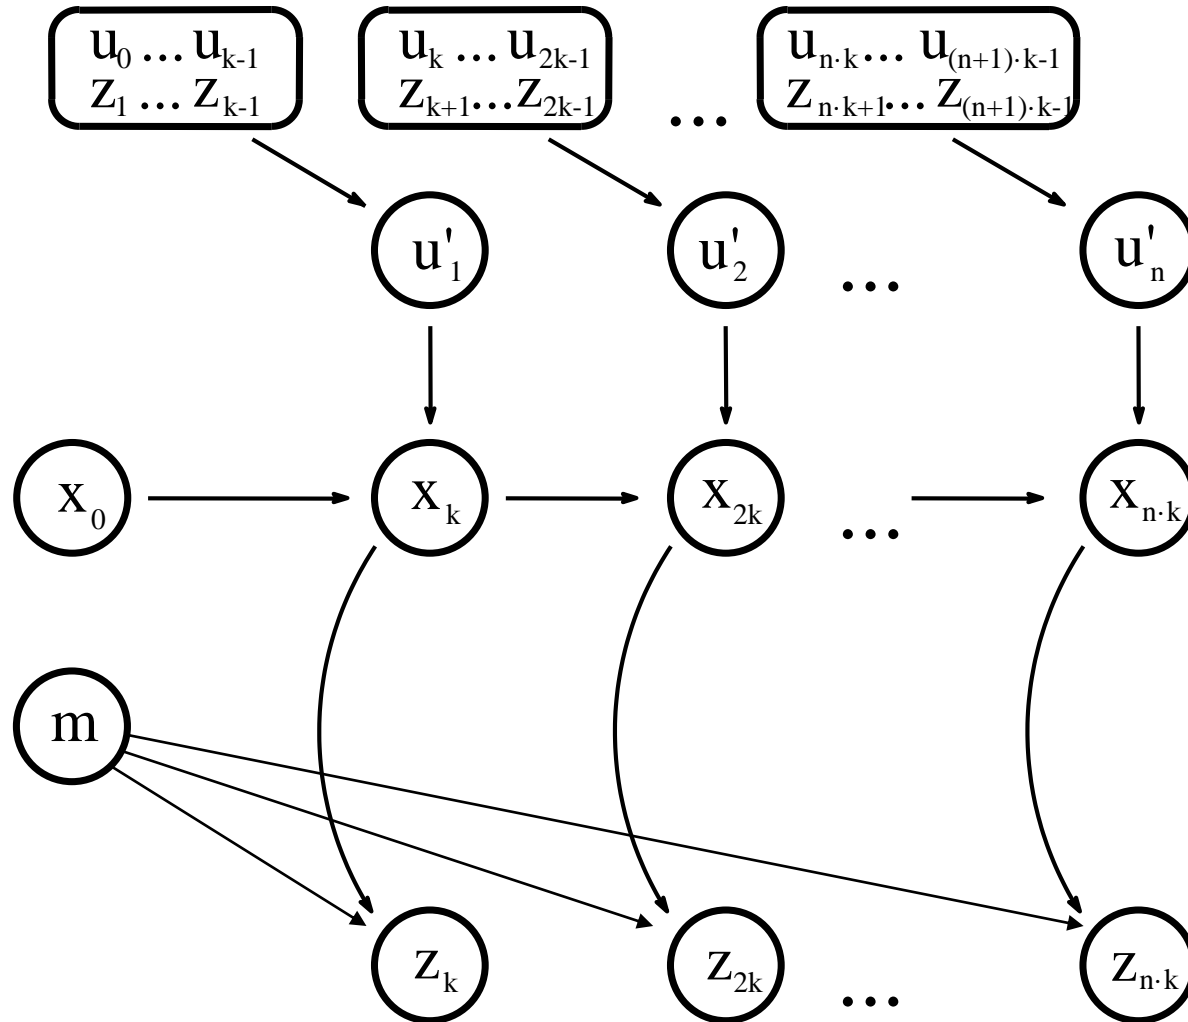 u0 ... uk-1
z1 ... zk-1
uk ... u2k-1
zk+1...z2k-1
...
un·k... u(n+1)·k-1
zn·k+1... z(n+1)·k-1
u'1
u'2
...
u'n
x0
xk
x2k
...
xn·k
m
zk
z2k
...
zn·k